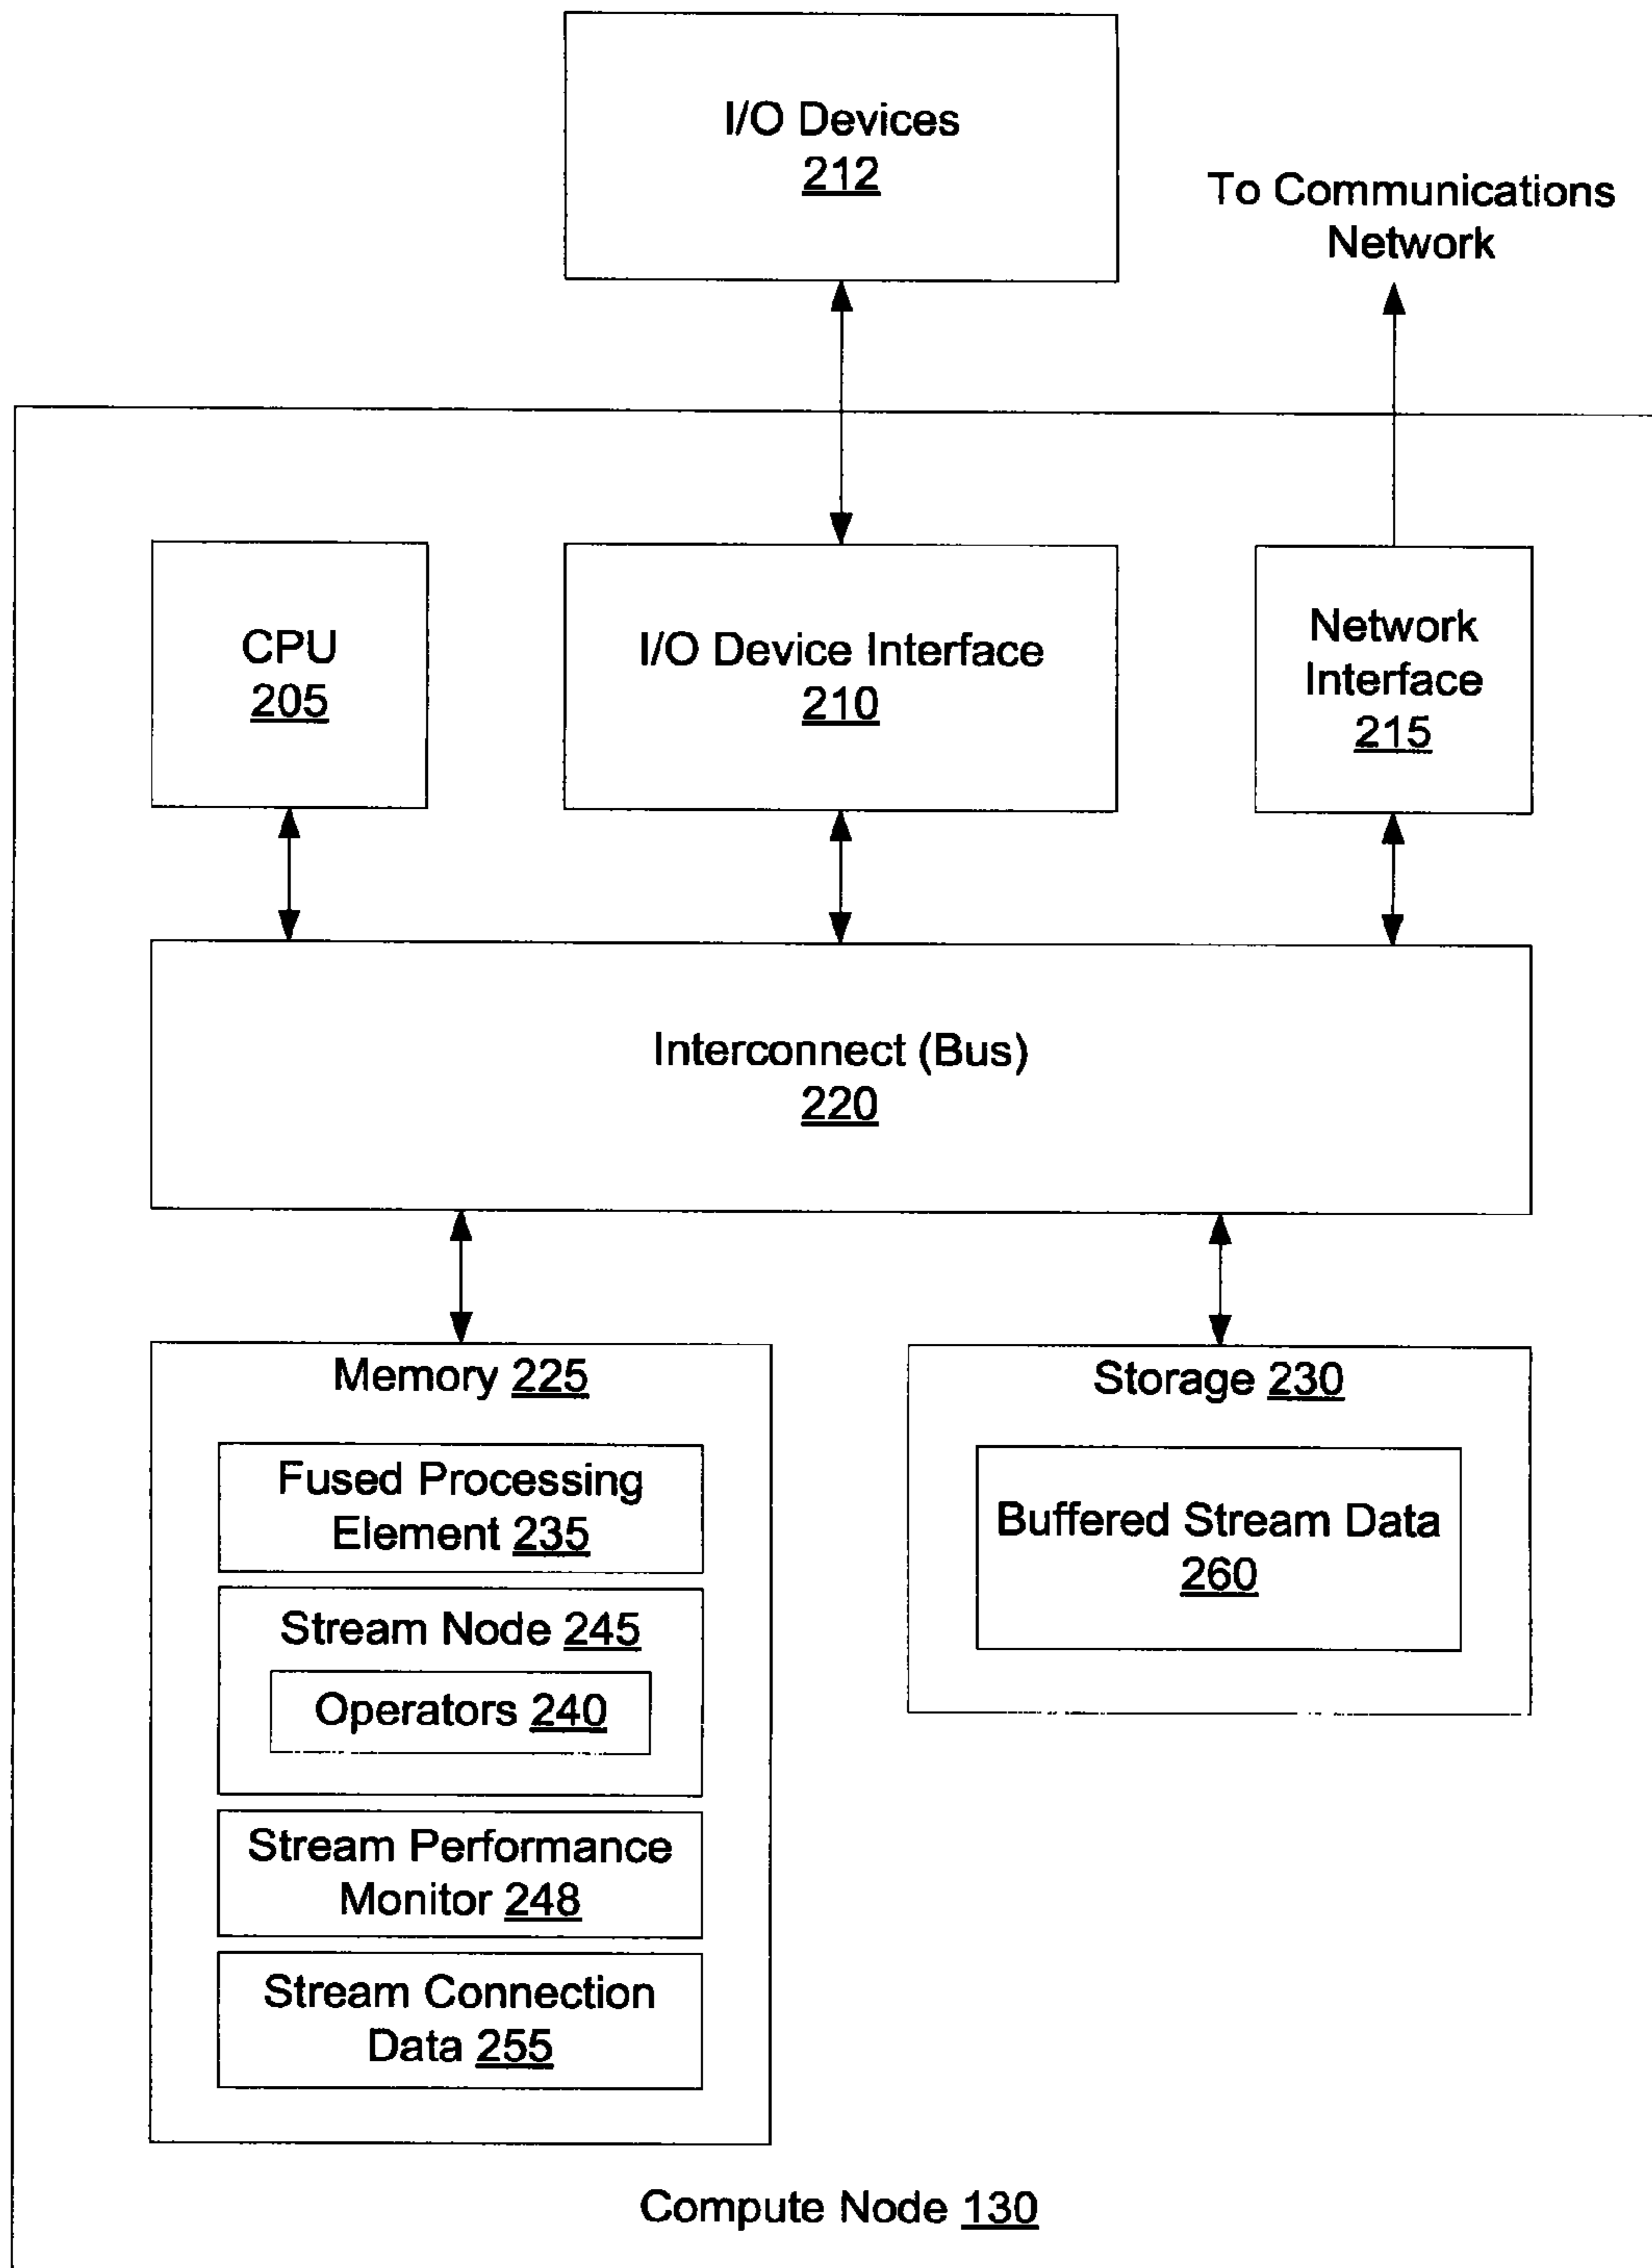 I/O Devices
212
To Communications
Network
CPU
205
I/O Device Interface
210
Network
Interface
215
Interconnect (Bus)
220
Memory 225
Fused Processing
Element 235
Stream Node 245
Operators 240
Stream Performance
Monitor 248
Stream Connection
Data 255
Storage 230
Buffered Stream Data
260
Compute Node 130